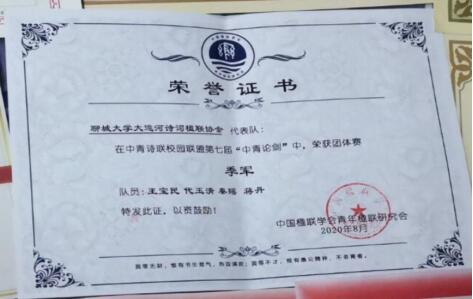 荣誉证书
聊城大学大运河诗词楹联协会 代表队：
在中青诗联校园联盟第七届“中青论剑”中，荣获团体赛
季军
队员：王宝民 代玉清 秦瑶 蒋丹
特发此证，以资鼓励！
中国楹联学会青年楹联研究会
2020年8月